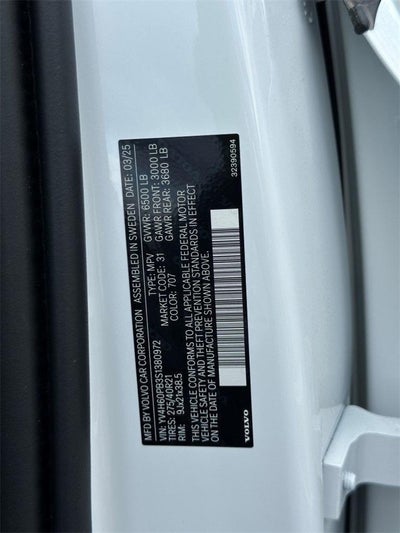 MFD BY VOLVO CAR CORPORATION ASSEMBLED IN SWEDEN DATE: 03/25
VIN: YV4H60PB3S1380972 TYPE: MPV GVWR: 6500 LB
TIRES: 275/40R21 MARKET CODE: 31 GAWR FRONT: 3000 LB
RIM: 9Jx21x38.5 COLOR: 707 GAWR REAR: 3680 LB
THIS VEHICLE CONFORMS TO ALL APPLICABLE FEDERAL MOTOR
VEHICLE SAFETY AND THEFT PREVENTION STANDARDS IN EFFECT
ON THE DATE OF MANUFACTURE SHOWN ABOVE.
VOLVO 32390594